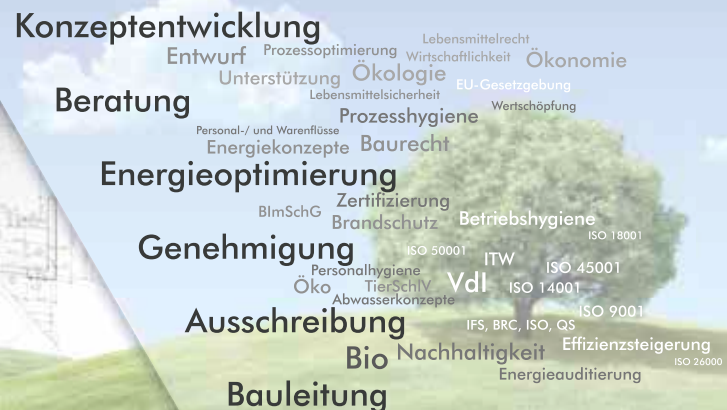 Konzeptentwicklung
Lebensmittelrecht
Entwurf Prozessoptimierung Wirtschaftlichkeit Ökonomie
Unterstützung Ökologie EU-Gesetzgebung
Beratung Lebensmittelsicherheit Wertschöpfung
Prozesshygiene
Personal-/ und Warenflüsse
Energiekonzepte Baurecht
Energieoptimierung
Zertifizierung
BImSchG Brandschutz Betriebshygiene
ISO 18001
Genehmigung ISO 50001 ITW
Personalhygiene ISO 45001
Öko TierSchlV VdI ISO 14001
Abwasserkonzepte
ISO 9001
Ausschreibung IFS, BRC, ISO, QS
Bio Nachhaltigkeit Effizienzsteigerung
ISO 26000
Energieauditierung
Bauleitung